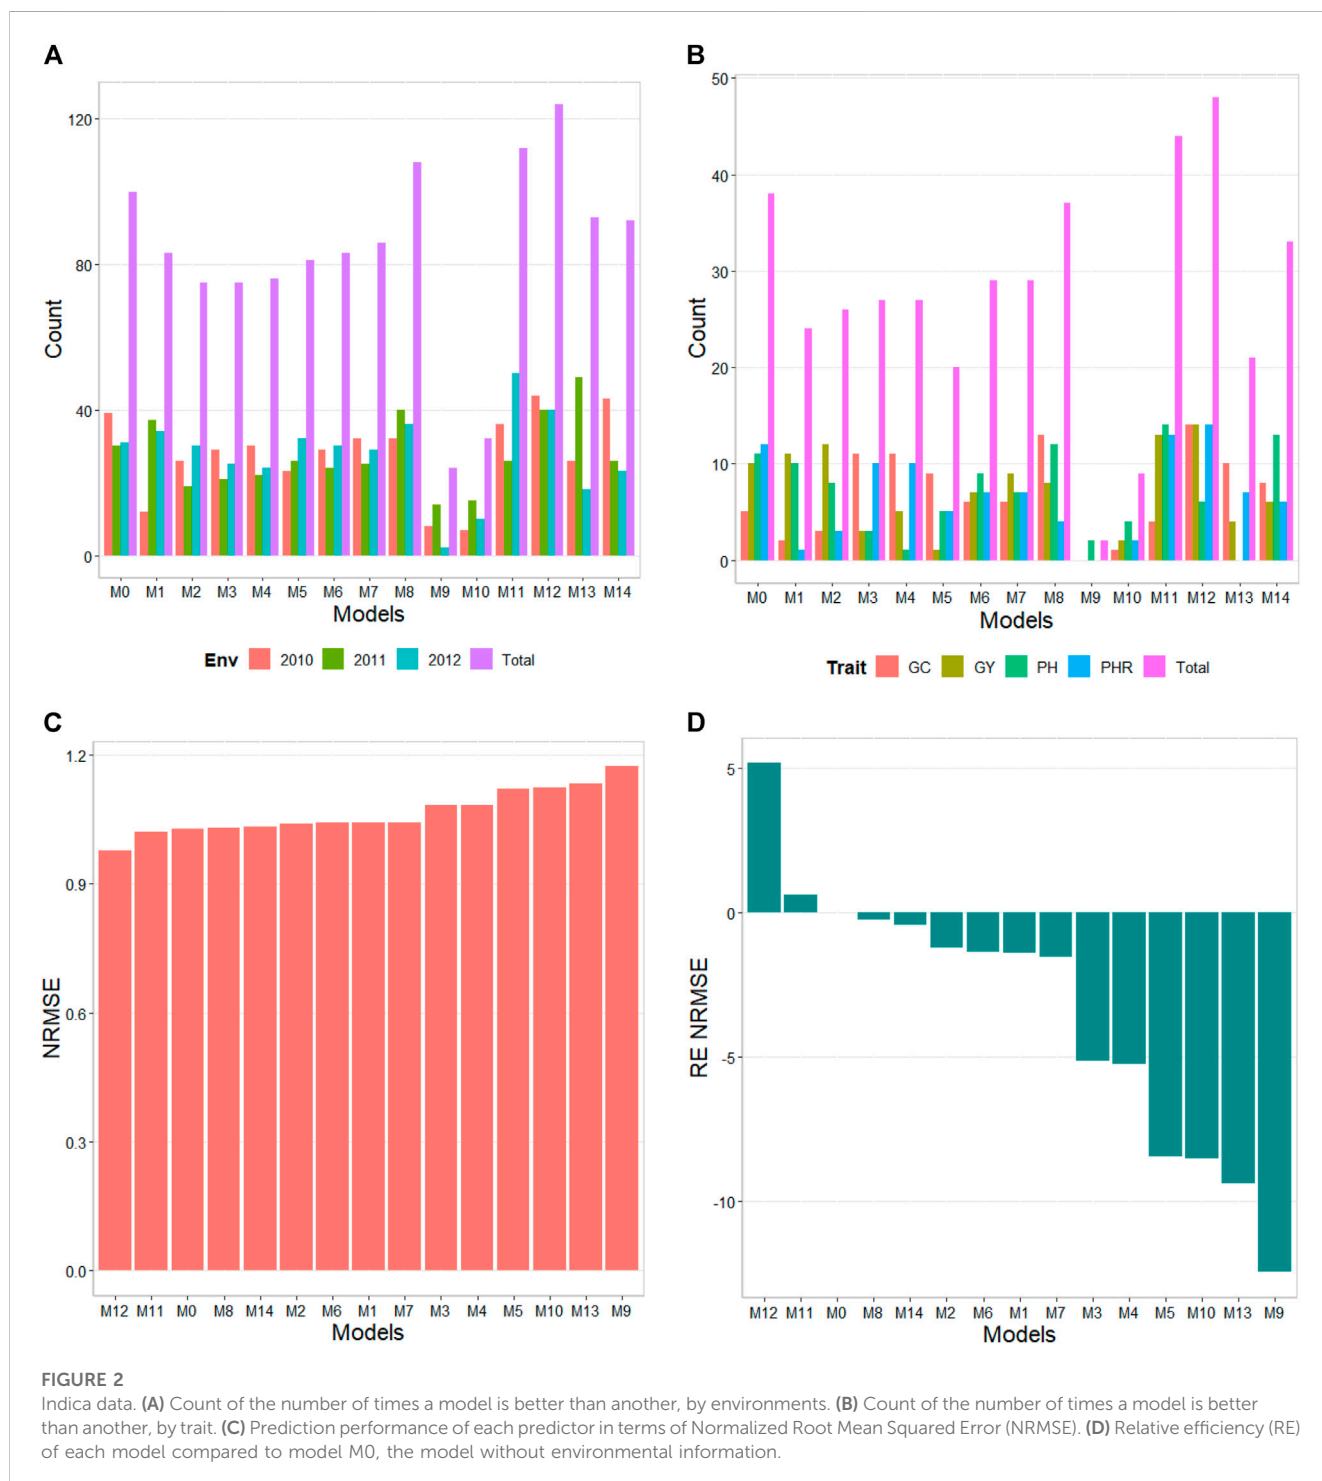 A
120
80
40
0
Count
M0 M1 M2 M3 M4 M5 M6 M7 M8 M9 M10 M11 M12 M13 M14
Models
Env 2010 2011 2012 Total
B
50
40
30
20
10
0
Count
M0 M1 M2 M3 M4 M5 M6 M7 M8 M9 M10 M11 M12 M13 M14
Models
Trait GC GY PH PHR Total
C
1.2
0.9
0.6
0.3
0.0
NRMSE
M12 M11 M0 M8 M14 M2 M6 M1 M7 M3 M4 M5 M10 M13 M9
Models
D
5
0
-5
-10
RE NRMSE
M12 M11 M0 M8 M14 M2 M6 M1 M7 M3 M4 M5 M10 M13 M9
Models
FIGURE 2
Indica data. (A) Count of the number of times a model is better than another, by environments. (B) Count of the number of times a model is better
than another, by trait. (C) Prediction performance of each predictor in terms of Normalized Root Mean Squared Error (NRMSE). (D) Relative efficiency (RE)
of each model compared to model M0, the model without environmental information.